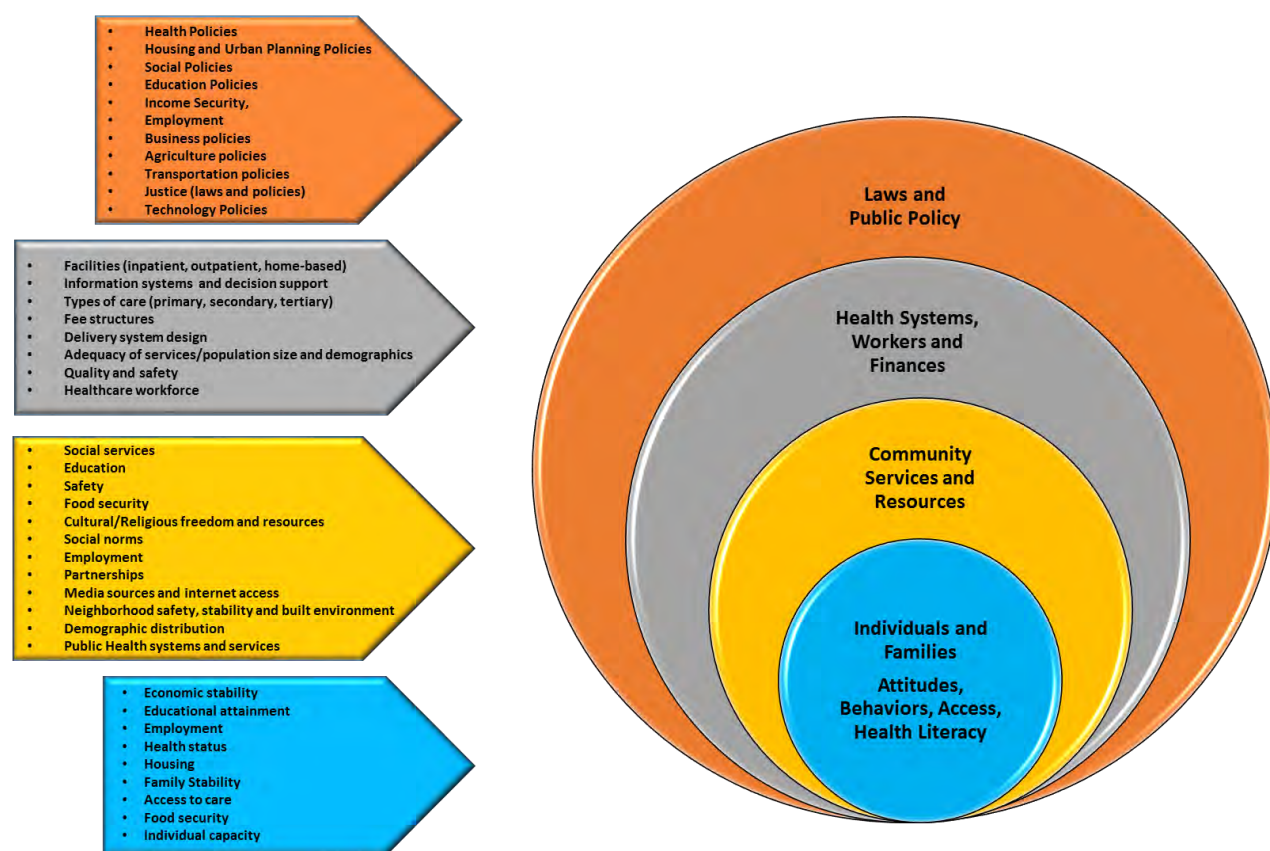 • Health Policies
• Housing and Urban Planning Policies
• Social Policies
• Education Policies
• Income Security,
• Employment
• Business policies
• Agriculture policies
• Transportation policies
• Justice (laws and policies)
• Technology Policies
• Facilities (inpatient, outpatient, home-based)
• Information systems and decision support
• Types of care (primary, secondary, tertiary)
• Fee structures
• Delivery system design
• Adequacy of services/population size and demographics
• Quality and safety
• Healthcare workforce
• Social services
• Education
• Safety
• Food security
• Cultural/Religious freedom and resources
• Social norms
• Employment
• Partnerships
• Media sources and internet access
• Neighborhood safety, stability and built environment
• Demographic distribution
• Public Health systems and services
• Economic stability
• Educational attainment
• Employment
• Health status
• Housing
• Family Stability
• Access to care
• Food security
• Individual capacity
Laws and
Public Policy
Health Systems,
Workers and
Finances
Community
Services and
Resources
Individuals and
Families
Attitudes,
Behaviors, Access,
Health Literacy